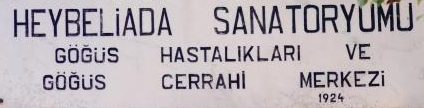 HEYBELİADA SANATORYUMU
GÖĞÜS HASTALIKLARI VE
GÖĞÜS CERRAHİ MERKEZİ
1924